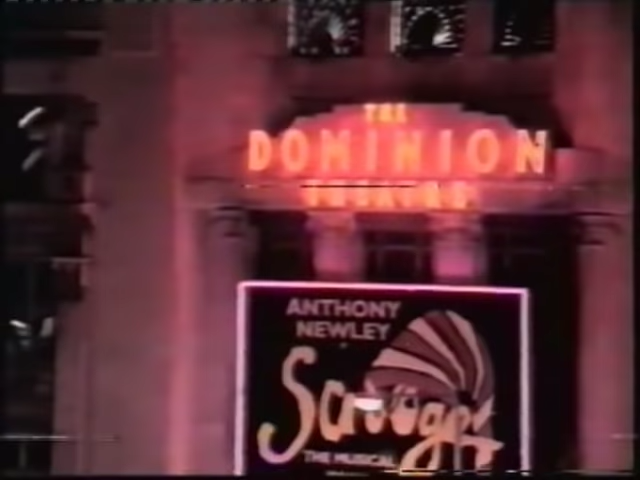 THE
DOMINION
THEATRE
ANTHONY
NEWLEY
Scrooge
THE MUSICAL